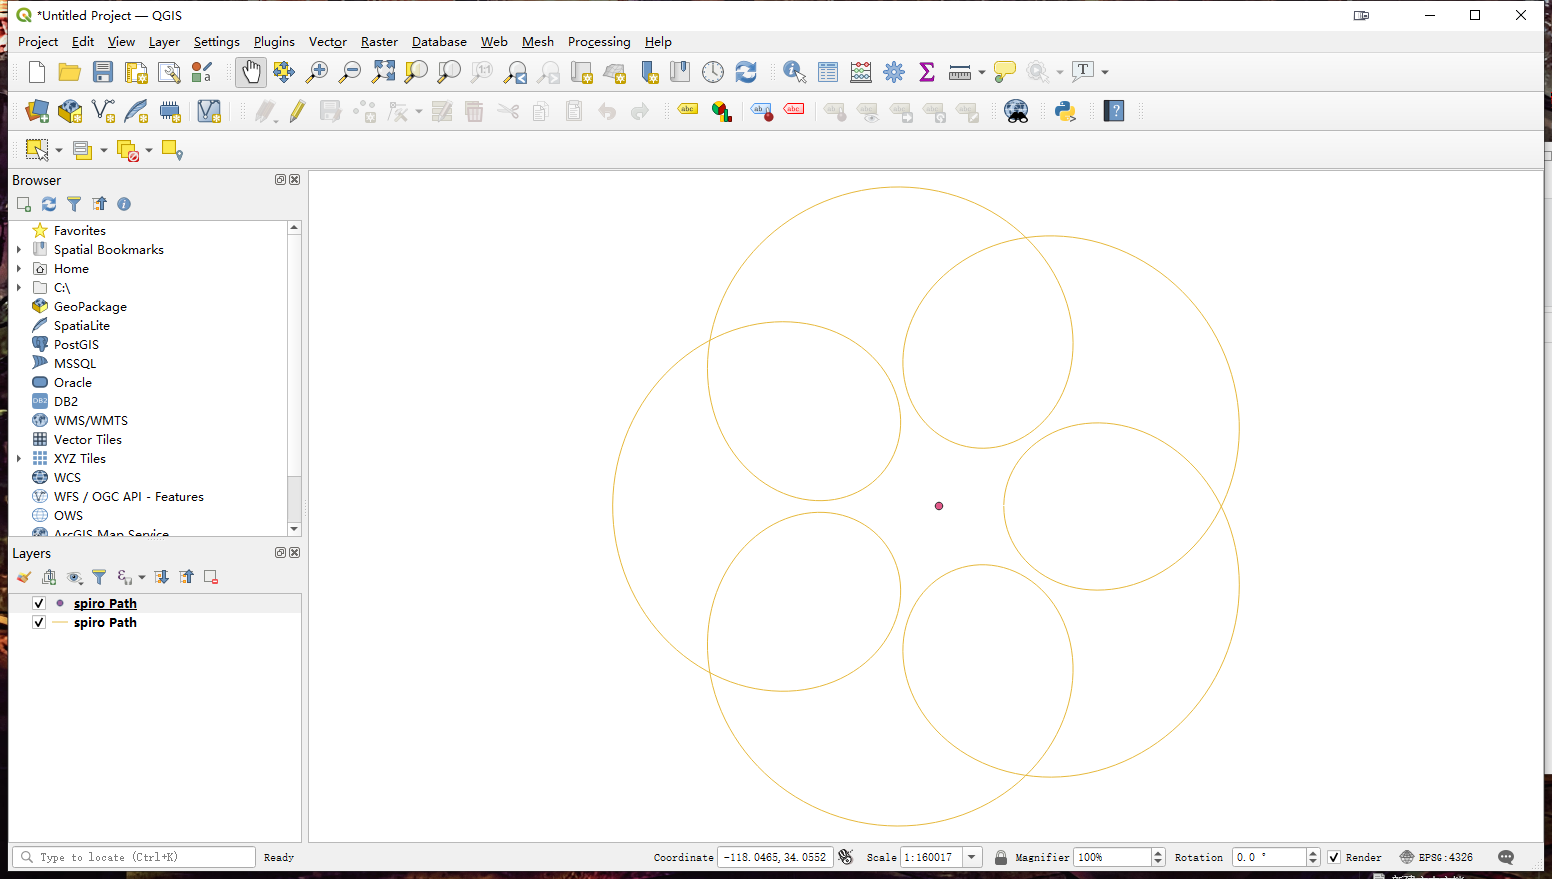 *Untitled Project — QGIS
Project Edit View Layer Settings Plugins Vector Raster Database Web Mesh Processing Help
Browser
Favorites
Spatial Bookmarks
Home
C:\
GeoPackage
SpatiaLite
PostGIS
MSSQL
Oracle
DB2
WMS/WMTS
Vector Tiles
XYZ Tiles
WCS
WFS / OGC API - Features
OWS
ArcGIS Map Service
Layers
spiro Path
spiro Path
Type to locate (Ctrl+K) Ready Coordinate -118.0465,34.0552 Scale 1:160017 Magnifier 100% Rotation 0.0 ° Render EPSG:4326